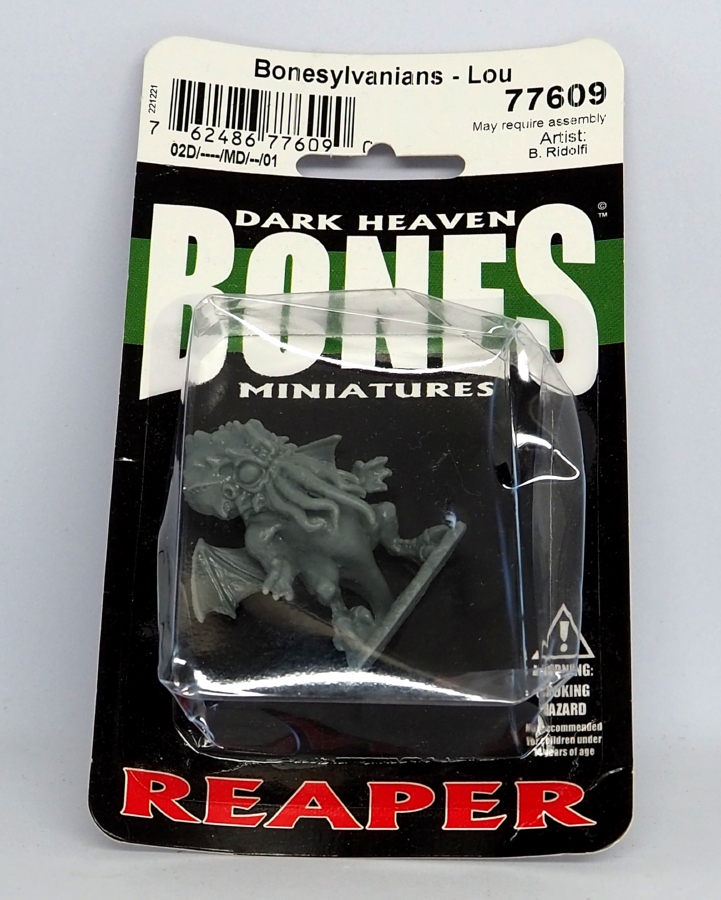 Bonesylvanians - Lou
77609
May require assembly
Artist:
B. Ridolfi
221221
7 62486 77609
02D/----/MD/--/01
DARK HEAVEN
BONES
©
™
MINIATURES
WARNING:
CHOKING
HAZARD
Not recommended
for children under
years of age
REAPER